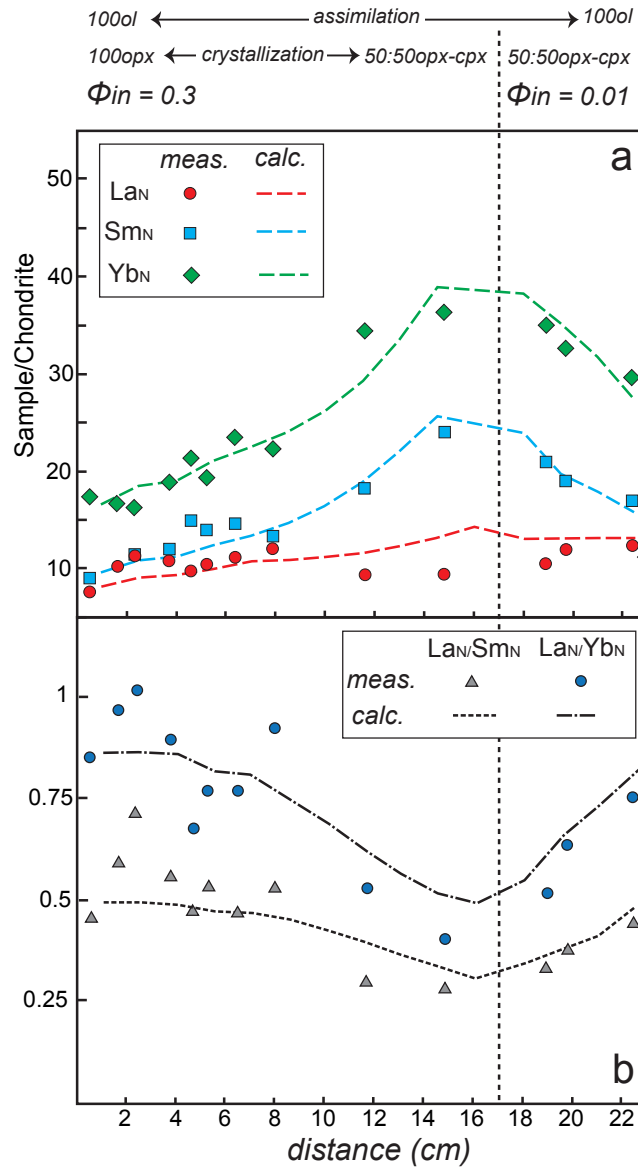 100ol assimilation 100ol
100opx crystallization 50:50opx-cpx 50:50opx-cpx
Φin = 0.3 Φin = 0.01
a
meas. calc.
LaN
SmN
YbN
50
40
30
20
10
Sample/Chondrite
b
LaN/SmN LaN/YbN
meas.
calc.
1
0.75
0.5
0.25
2 4 6 8 10 12 14 16 18 20 22
distance (cm)